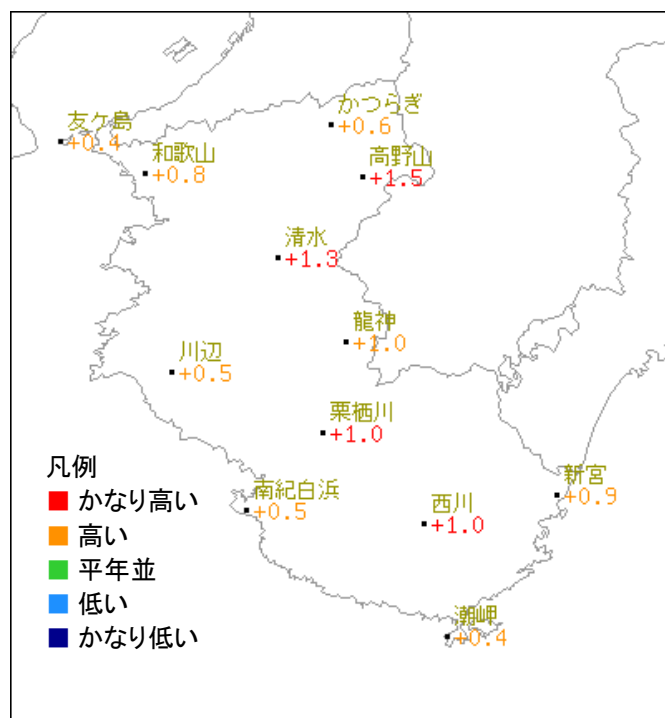 かつらぎ
+0.6
友ケ島
+0.4
和歌山
+0.8
高野山
+1.5
清水
+1.3
龍神
+1.0
川辺
+0.5
栗栖川
+1.0
凡例
かなり高い
高い
平年並
低い
かなり低い
南紀白浜
+0.5
西川
+1.0
新宮
+0.9
潮岬
+0.4